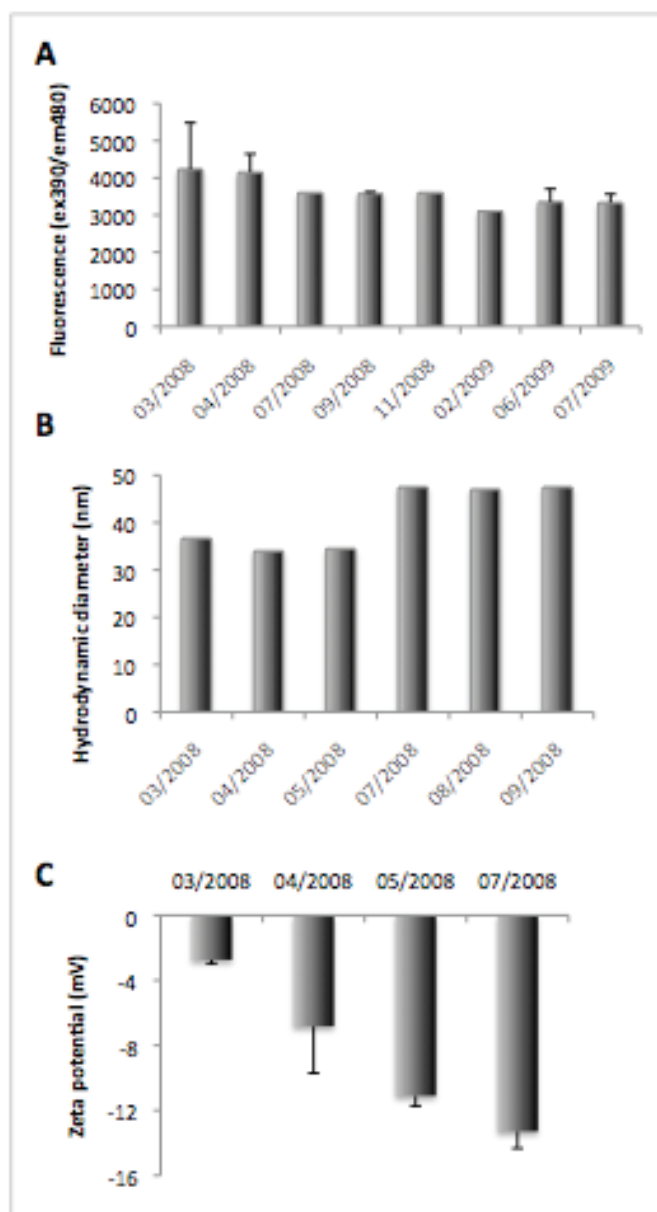 A
Fluorescence (ex390/em480)
6000
5000
4000
3000
2000
1000
0
03/2008 04/2008 07/2008 09/2008 11/2008 02/2009 06/2009 07/2009
B
Hydrodynamic diameter (nm)
50
40
30
20
10
0
03/2008 04/2008 05/2008 07/2008 08/2008 09/2008
C
03/2008 04/2008 05/2008 07/2008
Zeta potential (mV)
0
-4
-8
-12
-16